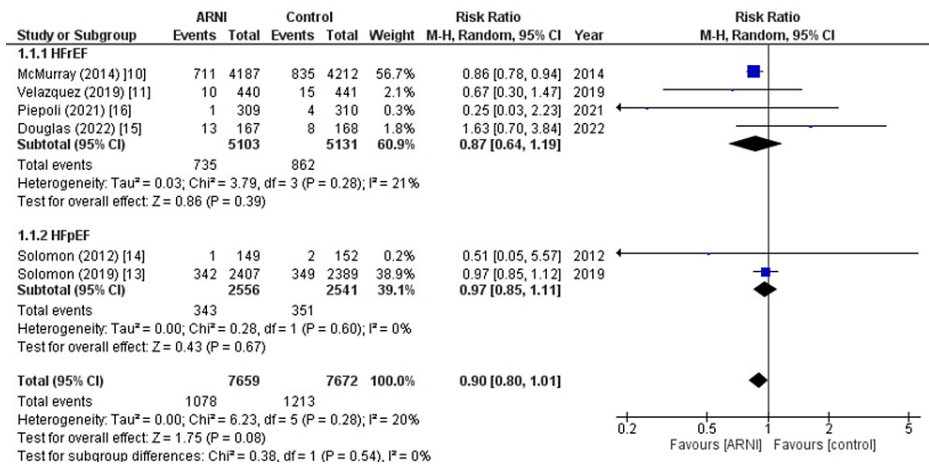 ARNI Control Risk Ratio Risk Ratio
Study or Subgroup Events Total Events Total Weight M-H, Random, 95% CI Year M-H, Random, 95% CI
1.1.1 HFrEF
McMurray (2014) ]10] 711 4187 835 4212 56.7% 0.86 [0.78, 0.94] 2014
Velazquez (2019) [11] 10 440 15 441 2.1% 0.67 [0.30, 1.47] 2019
Piepoli (2021) [16] 1 309 4 310 0.3% 0.25 [0.03, 2.23] 2021
Douglas (2022) [15] 13 167 8 168 1.8% 1.63 [0.70, 3.84] 2022
Subtotal (95% CI) 5103 5131 60.9% 0.87 [0.64, 1.19]
Total events 735 862
Heterogeneity: Tau² = 0.03; Chi² = 3.79, df = 3 (P = 0.28); I² = 21%
Test for overall effect: Z = 0.86 (P = 0.39)
1.1.2 HFpEF
Solomon (2012) [14] 1 149 2 152 0.2% 0.51 [0.05, 5.57] 2012
Solomon (2019) [13] 342 2407 349 2389 38.9% 0.97 [0.85, 1.12] 2019
Subtotal (95% CI) 2556 2541 39.1% 0.97 [0.85, 1.11]
Total events 343 351
Heterogeneity: Tau² = 0.00; Chi² = 0.28, df = 1 (P = 0.60); I² = 0%
Test for overall effect: Z = 0.43 (P = 0.67)
Total (95% CI) 7659 7672 100.0% 0.90 [0.80, 1.01]
Total events 1078 1213
Heterogeneity: Tau² = 0.00; Chi² = 6.23, df = 5 (P = 0.28); I² = 20%
Test for overall effect: Z = 1.75 (P = 0.08)
Test for subgroup differences: Chi² = 0.38, df = 1 (P = 0.54), I² = 0%
0.2 0.5 1 2 5
Favours [ARNI] Favours [control]